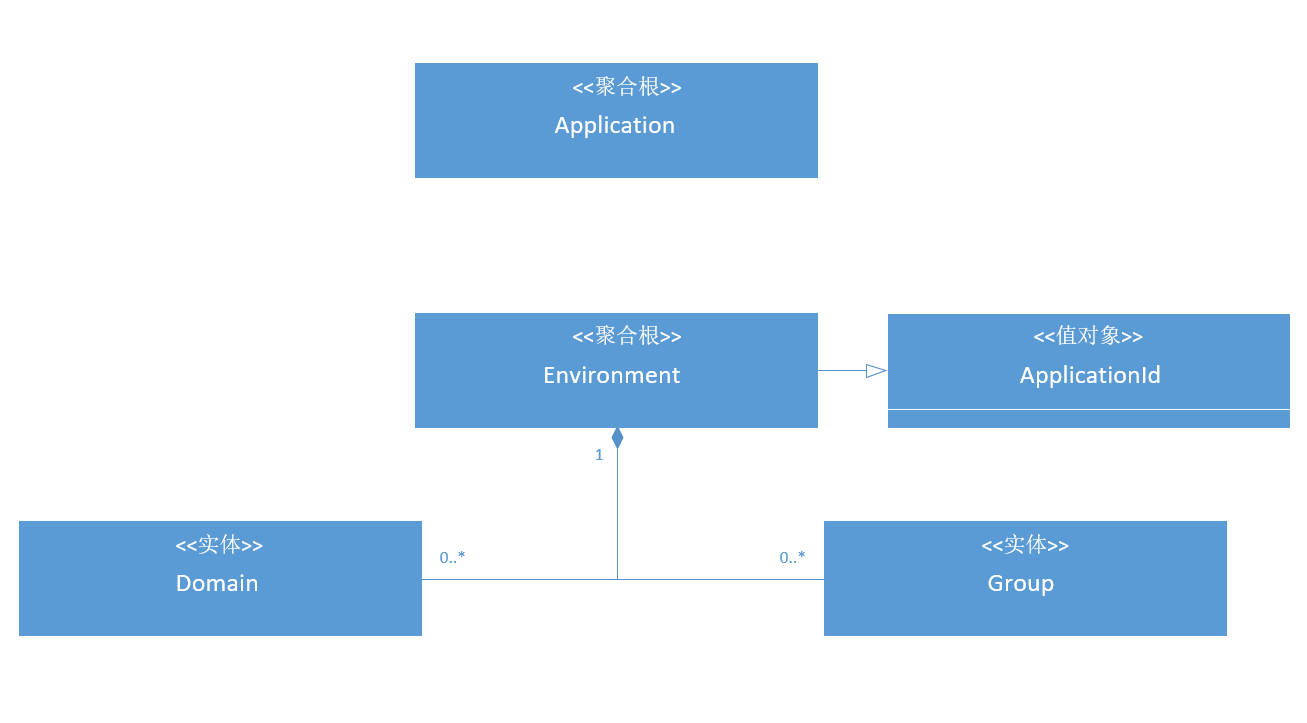 <<聚合根>>
Application
<<聚合根>>
Environment
<<值对象>>
ApplicationId
1
<<实体>>
Domain
0..*
0..*
<<实体>>
Group